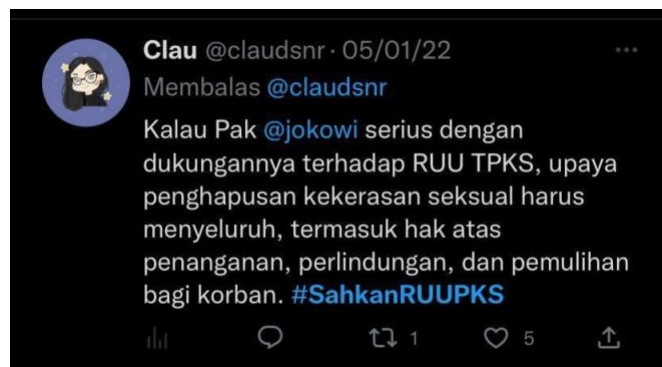 Clau @claudsnr · 05/01/22
Membalas @claudsnr
Kalau Pak @jokowi serius dengan
dukungannya terhadap RUU TPKS, upaya
penghapusan kekerasan seksual harus
menyeluruh, termasuk hak atas
penanganan, perlindungan, dan pemulihan
bagi korban. #SahkanRUUPKS
1 5